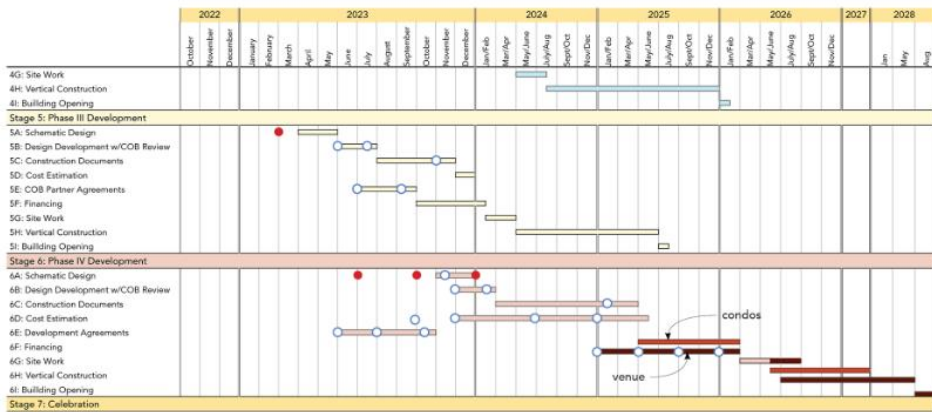 2022 2023 2024 2025 2026 2027 2028
October November December January February March April May June July August September October November December Jan/Feb Mar/Apr May/June July/Aug Sept/Oct Nov/Dec Jan/Feb Mar/Apr May/June July/Aug Sept/Oct Nov/Dec Jan/Feb Mar/Apr May/June July/Aug Sept/Oct Nov/Dec Jan May Aug
4G: Site Work
4H: Vertical Construction
4I: Buillding Opening
Stage 5: Phase III Development
5A: Schematic Design
5B: Design Development w/COB Review
5C: Construction Documents
5D: Cost Estimation
5E: COB Partner Agreements
5F: Financing
5G: Site Work
5H: Vertical Construction
5I: Buillding Opening
Stage 6: Phase IV Development
6A: Schematic Design
6B: Design Development w/COB Review
6C: Construction Documents
6D: Cost Estimation
condos
6E: Development Agreements
6F: Financing
6G: Site Work
venue
6H: Vertical Construction
6I: Buillding Opening
Stage 7: Celebration